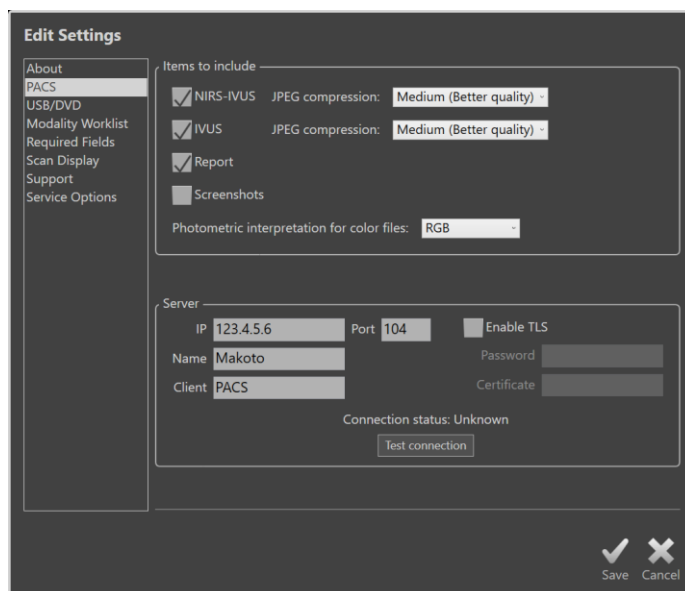 Edit Settings
About
PACS
USB/DVD
Modality Worklist
Required Fields
Scan Display
Support
Service Options
Items to include
NIRS-IVUS JPEG compression: Medium (Better quality)
IVUS JPEG compression: Medium (Better quality)
Report
Screenshots
Photometric interpretation for color files: RGB
Server
IP 123.4.5.6 Port 104 Enable TLS
Name Makoto Password
Client PACS Certificate
Connection status: Unknown
Test connection
Save Cancel